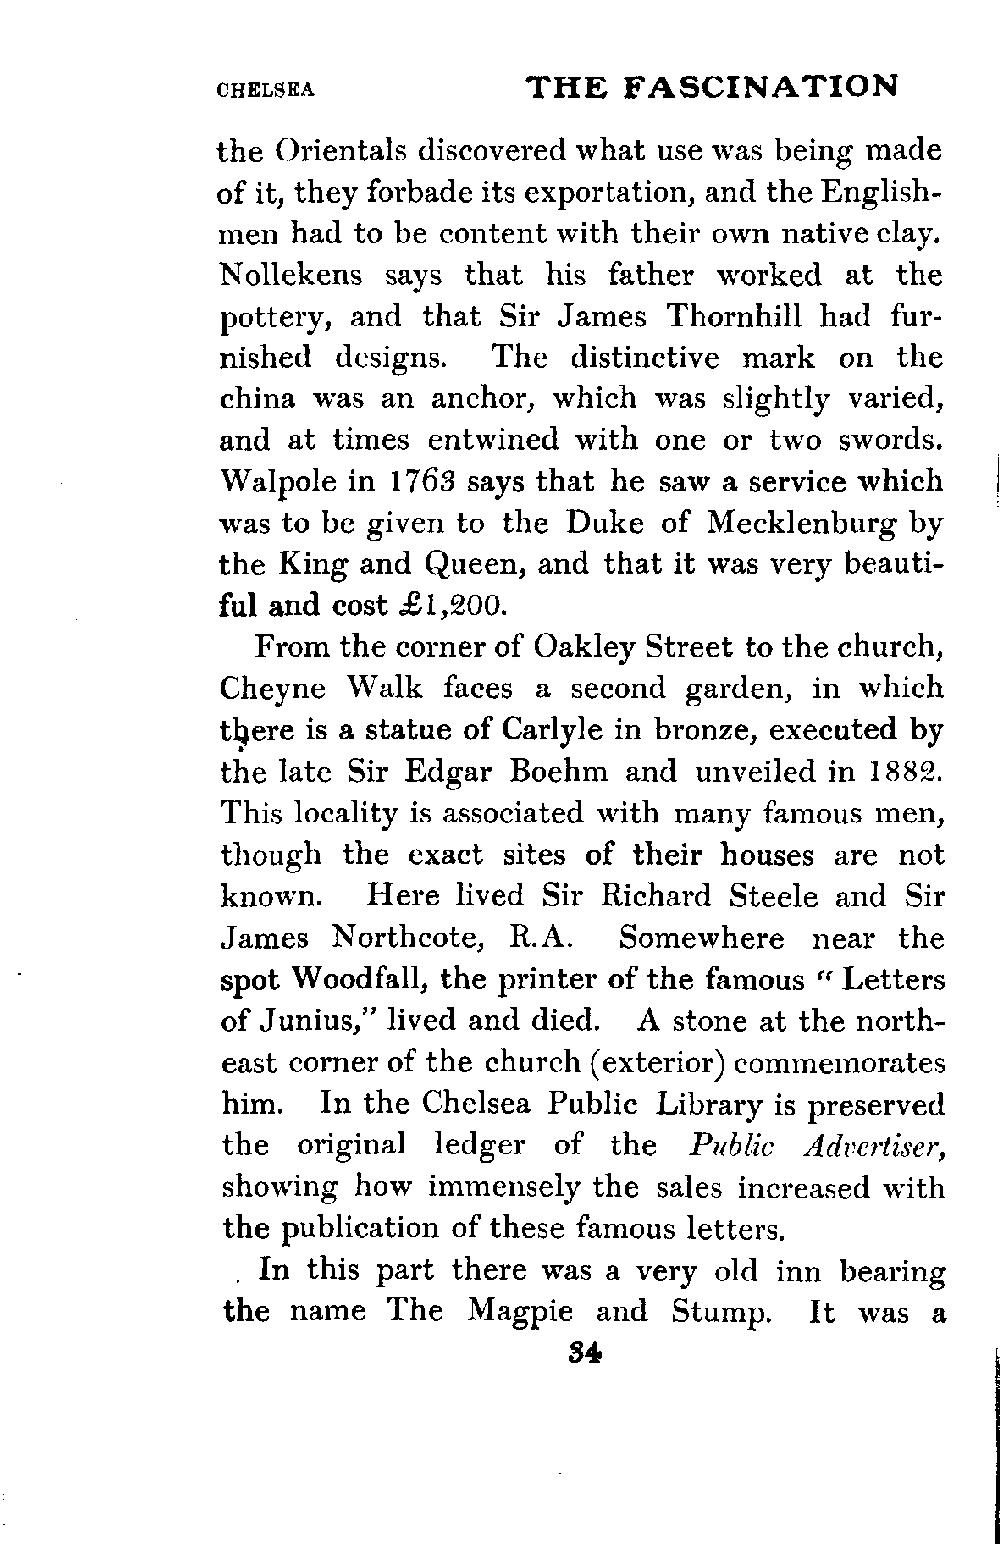 CHELSEA THE FASCINATION
the Orientals discovered what use was being made
of it, they forbade its exportation, and the English-
men had to be content with their own native clay.
Nollekens says that his father worked at the
pottery, and that Sir James Thornhill had fur-
nished designs. The distinctive mark on the
china was an anchor, which was slightly varied,
and at times entwined with one or two swords.
Walpole in 1763 says that he saw a service which
was to be given to the Duke of Mecklenburg by
the King and Queen, and that it was very beauti-
ful and cost £1,200.
From the corner of Oakley Street to the church,
Cheyne Walk faces a second garden, in which
there is a statue of Carlyle in bronze, executed by
the late Sir Edgar Boehm and unveiled in 1882.
This locality is associated with many famous men,
though the exact sites of their houses are not
known. Here lived Sir Richard Steele and Sir
James Northcote, R.A. Somewhere near the
spot Woodfall, the printer of the famous "Letters
of Junius," lived and died. A stone at the north-
east corner of the church (exterior) commemorates
him. In the Chelsea Public Library is preserved
the original ledger of the Public Advertiser,
showing how immensely the sales increased with
the publication of these famous letters.
In this part there was a very old inn bearing
the name The Magpie and Stump. It was a
34